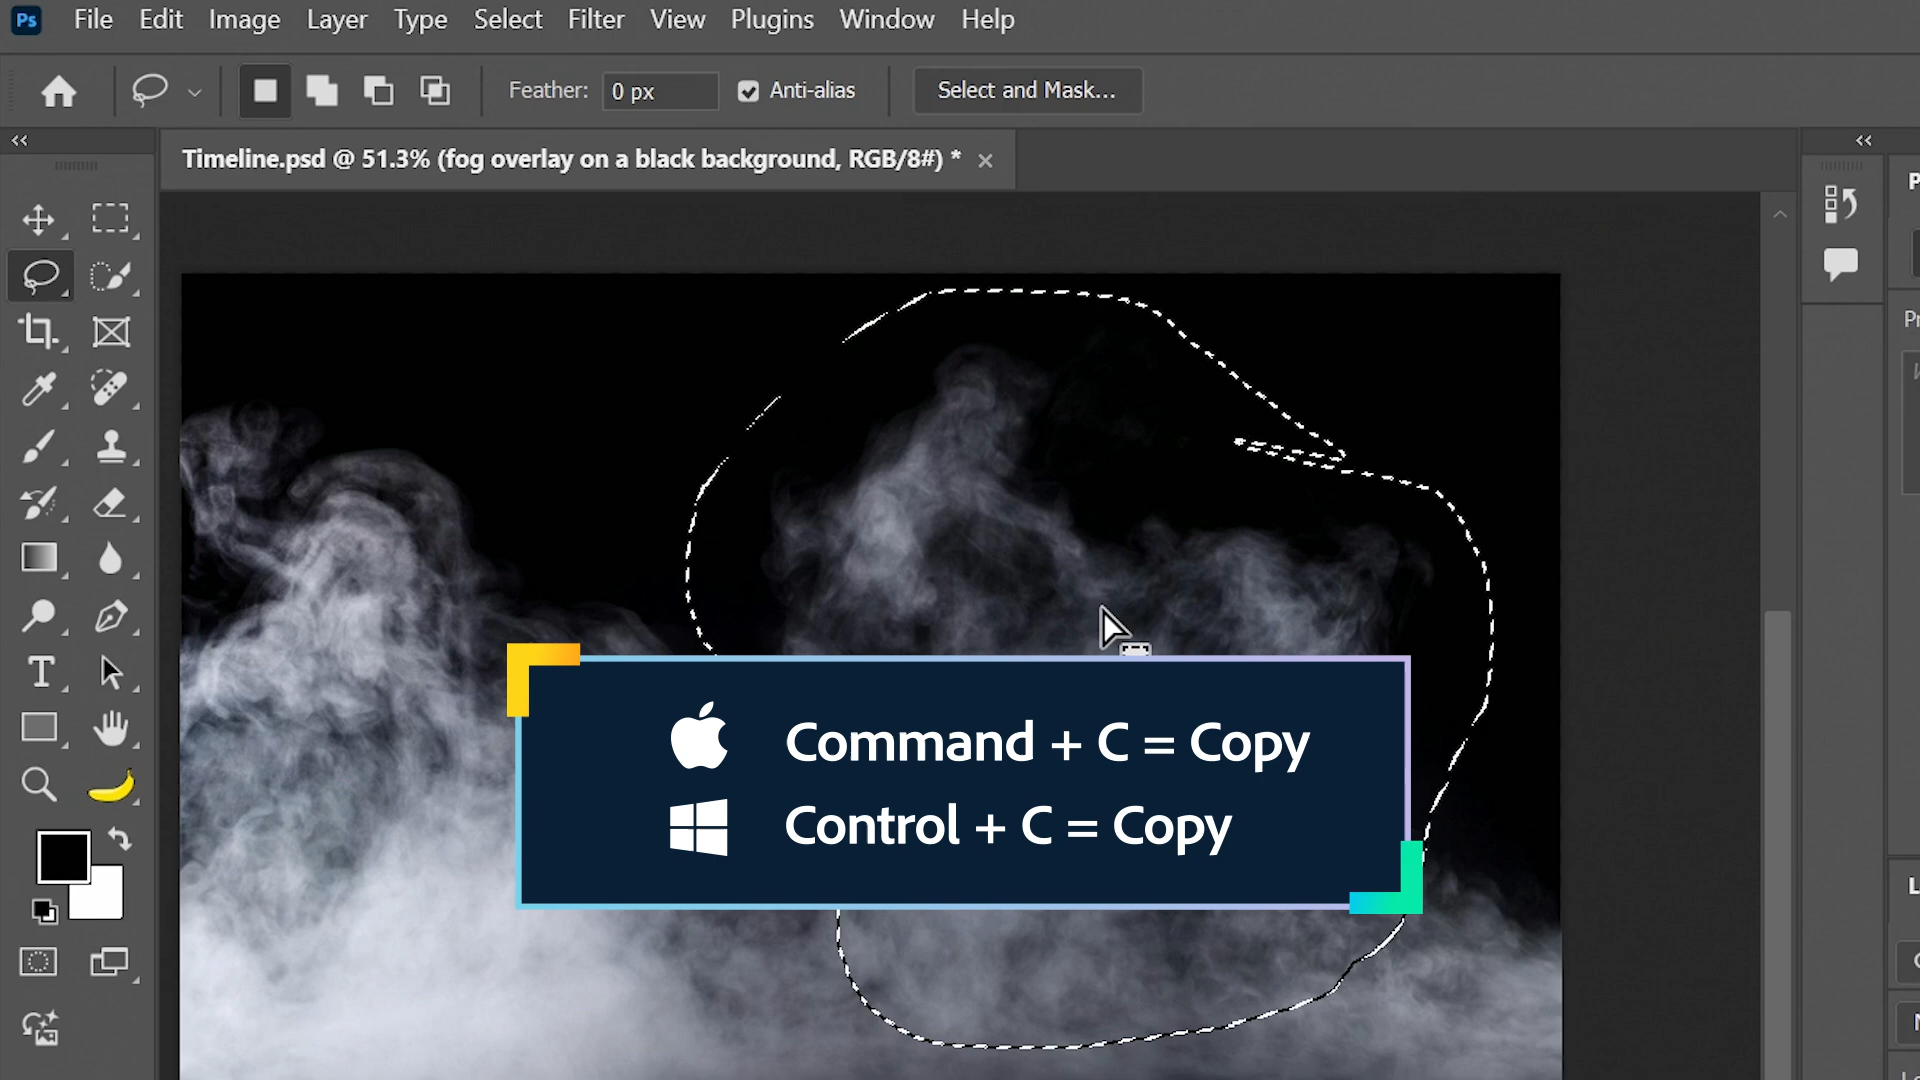 Ps File Edit Image Layer Type Select Filter View Plugins Window Help
Feather: 0 px Anti-alias Select and Mask...
Timeline.psd @ 51.3% (fog overlay on a black background, RGB/8#) * ×
T
Command + C = Copy
Control + C = Copy